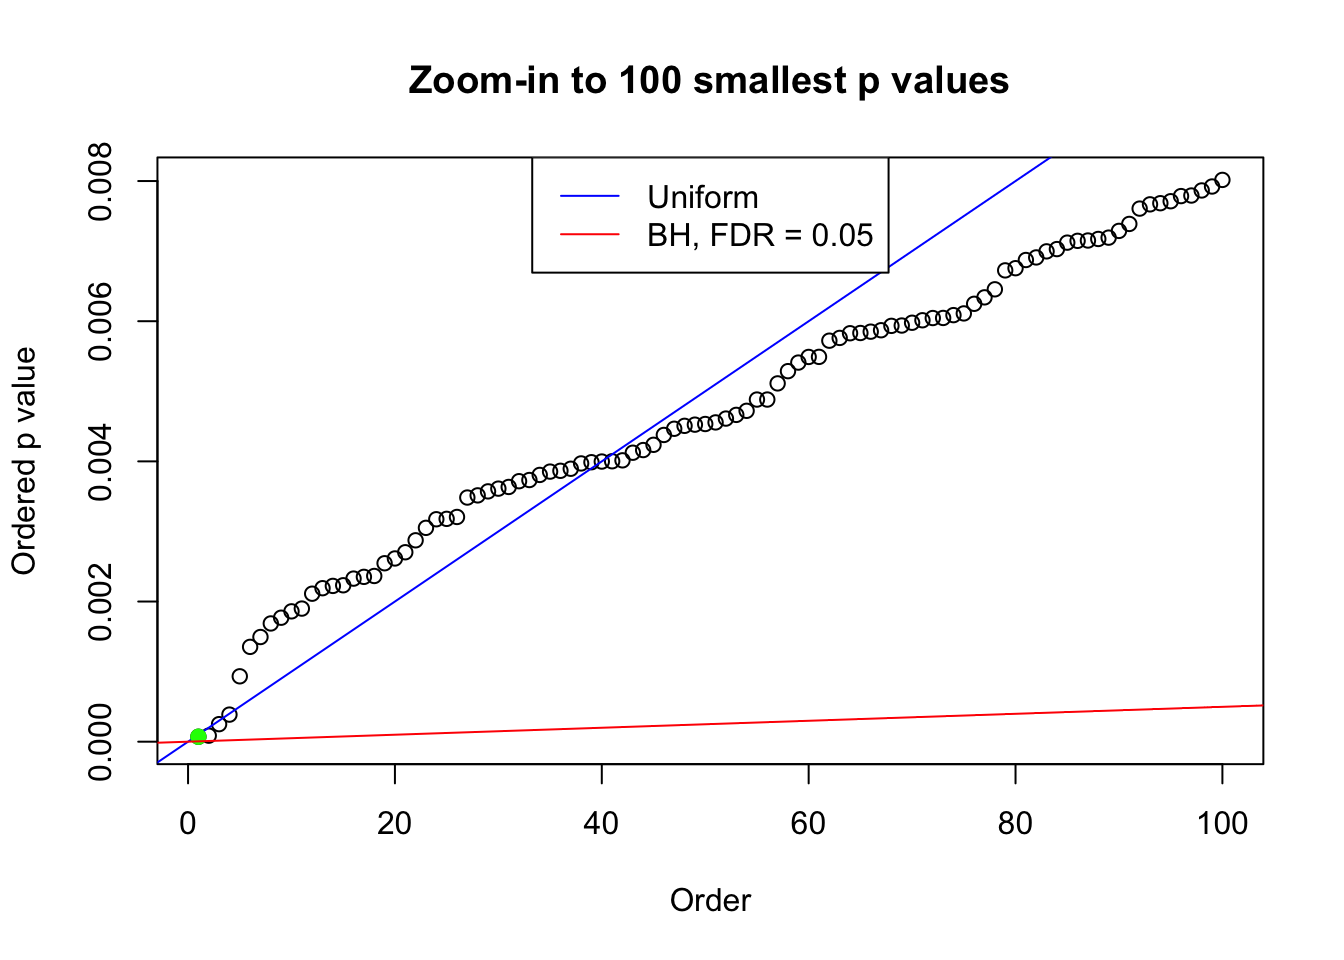 Zoom-in to 100 smallest p values
Uniform
BH, FDR = 0.05
Ordered p value
0.008
0.006
0.004
0.002
0.000
0 20 40 60 80 100
Order